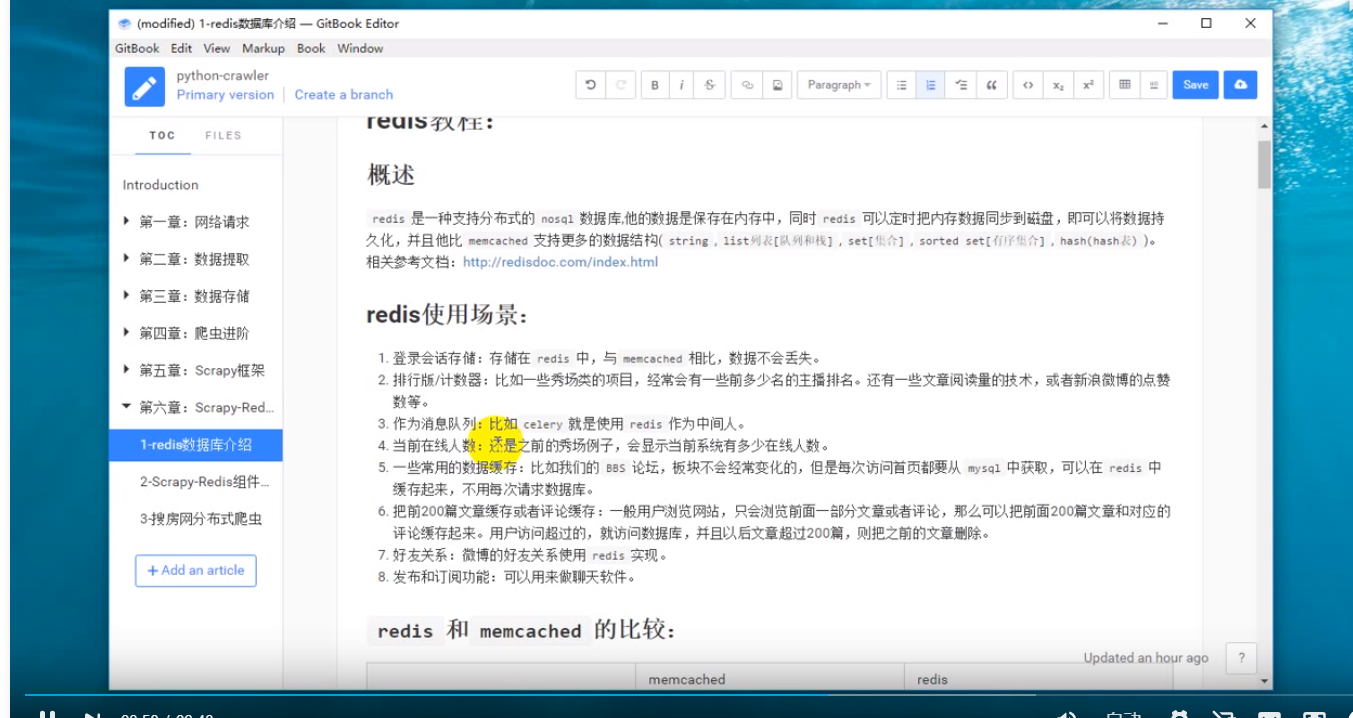 (modified) 1-redis数据库介绍 — GitBook Editor
GitBook Edit View Markup Book Window
python-crawler
Primary version Create a branch
B i S Paragraph “ <> x₂ x² Save
TOC FILES
Introduction
第一章：网络请求
第二章：数据提取
第三章：数据存储
第四章：爬虫进阶
第五章：Scrapy框架
第六章：Scrapy-Red...
1-redis数据库介绍
2-Scrapy-Redis组件...
3-搜房网分布式爬虫
+ Add an article
redis教程：
概述
redis 是一种支持分布式的 nosql 数据库,他的数据是保存在内存中，同时 redis 可以定时把内存数据同步到磁盘，即可以将数据持
久化，并且他比 memcached 支持更多的数据结构( string , list列表[队列和栈] , set[集合] , sorted set[有序集合] , hash(hash表) )。
相关参考文档：http://redisdoc.com/index.html
redis使用场景：
1. 登录会话存储：存储在 redis 中，与 memcached 相比，数据不会丢失。
2. 排行版/计数器：比如一些秀场类的项目，经常会有一些前多少名的主播排名。还有一些文章阅读量的技术，或者新浪微博的点赞
数等。
3. 作为消息队列：比如 celery 就是使用 redis 作为中间人。
4. 当前在线人数：还是之前的秀场例子，会显示当前系统有多少在线人数。
5. 一些常用的数据缓存：比如我们的 BBS 论坛，板块不会经常变化的，但是每次访问首页都要从 mysql 中获取，可以在 redis 中
缓存起来，不用每次请求数据库。
6. 把前200篇文章缓存或者评论缓存：一般用户浏览网站，只会浏览前面一部分文章或者评论，那么可以把前面200篇文章和对应的
评论缓存起来。用户访问超过的，就访问数据库，并且以后文章超过200篇，则把之前的文章删除。
7. 好友关系：微博的好友关系使用 redis 实现。
8. 发布和订阅功能：可以用来做聊天软件。
redis 和 memcached 的比较：
Updated an hour ago ?
memcached redis